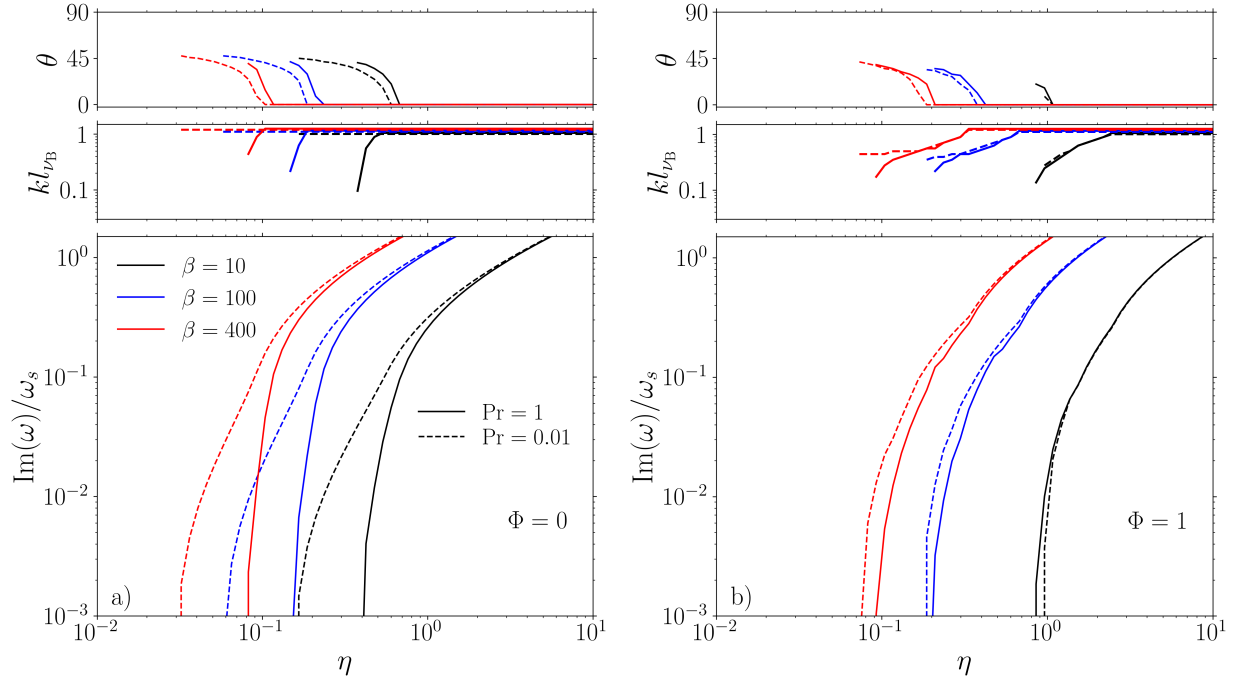 90
45
0
θ
1
0.1
kl_{ν_B}
10^0
10^{-1}
10^{-2}
10^{-3}
Im(ω)/ω_s
β = 10
β = 100
β = 400
Pr = 1
Pr = 0.01
Φ = 0
a)
10^{-2}
10^{-1}
10^0
10^1
η
90
45
0
θ
1
0.1
kl_{ν_B}
10^0
10^{-1}
10^{-2}
10^{-3}
Im(ω)/ω_s
Φ = 1
b)
10^{-2}
10^{-1}
10^0
10^1
η